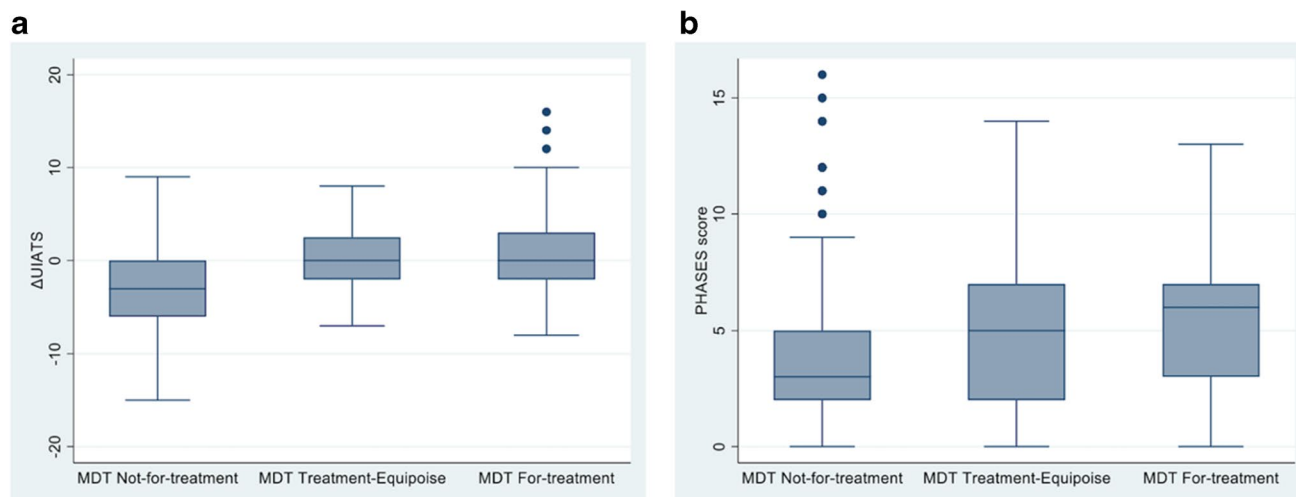 a
20
10
0
-10
-20
ΔUIATS
MDT Not-for-treatment
MDT Treatment-Equipoise
MDT For-treatment
b
15
10
5
0
PHASES score
MDT Not-for-treatment
MDT Treatment-Equipoise
MDT For-treatment